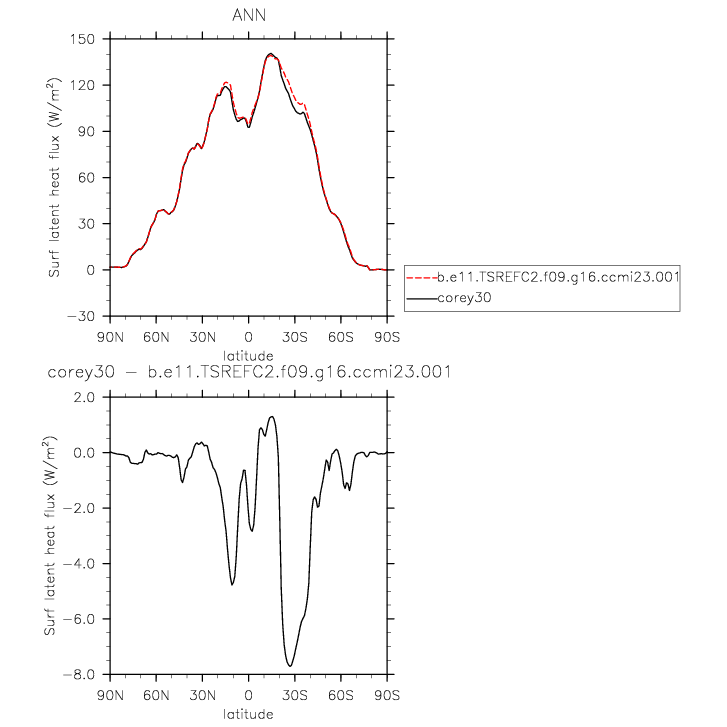 ANN
150
120
90
60
30
0
−30
Surf latent heat flux (W/m²)
90N 60N 30N 0 30S 60S 90S
latitude
b.e11.TSREFC2.f09.g16.ccmi23.001
corey30
corey30 − b.e11.TSREFC2.f09.g16.ccmi23.001
2.0
0.0
−2.0
−4.0
−6.0
−8.0
Surf latent heat flux (W/m²)
90N 60N 30N 0 30S 60S 90S
latitude